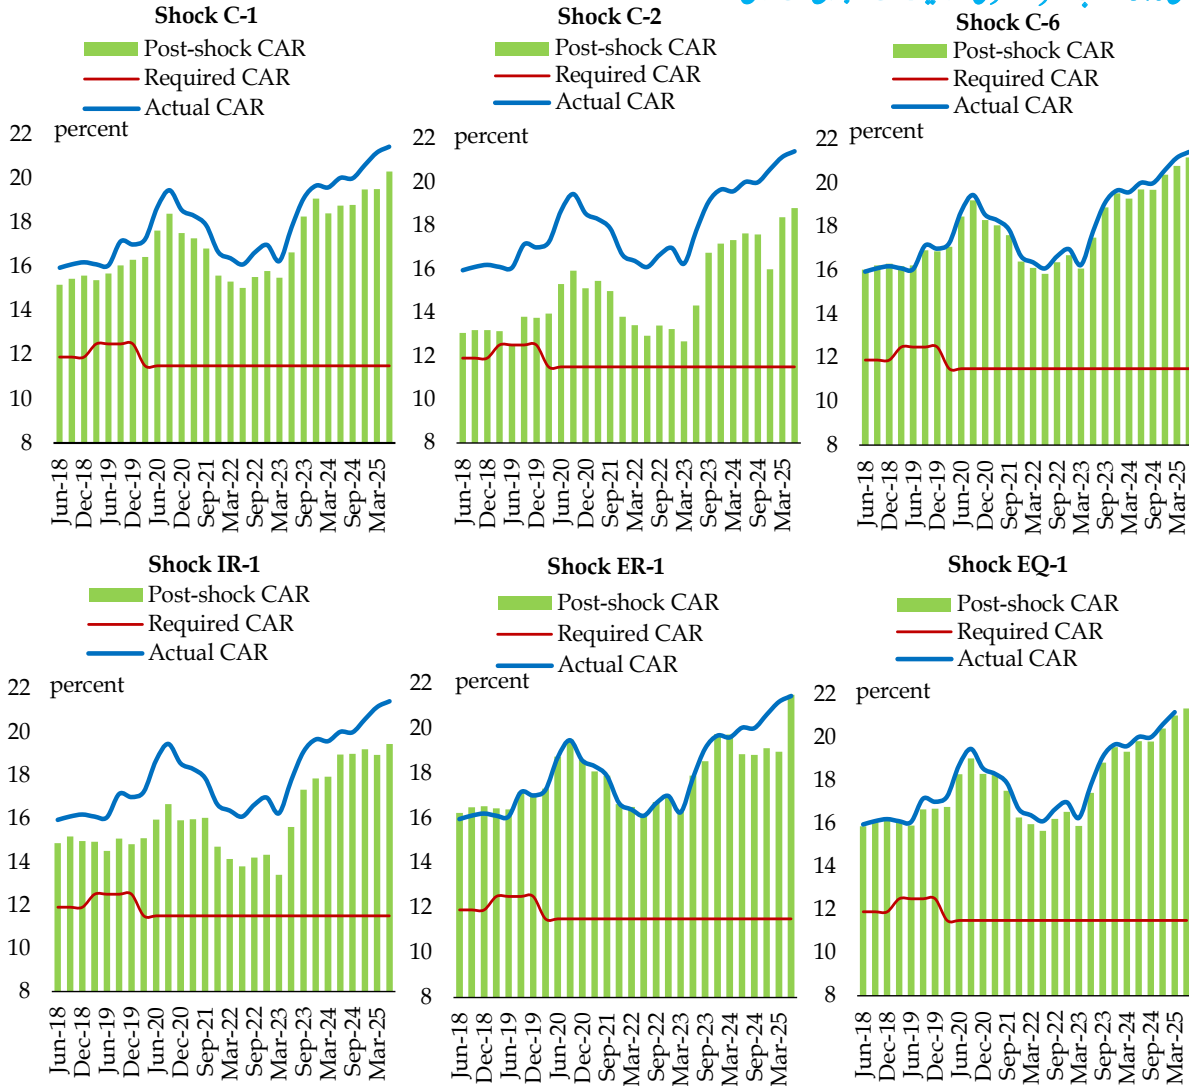 Shock C-1
Post-shock CAR
Required CAR
Actual CAR
percent
22
20
18
16
14
12
10
8
Jun-18
Dec-18
Jun-19
Dec-19
Jun-20
Dec-20
Sep-21
Mar-22
Sep-22
Mar-23
Sep-23
Mar-24
Sep-24
Mar-25
Shock C-2
Post-shock CAR
Required CAR
Actual CAR
percent
22
20
18
16
14
12
10
8
Jun-18
Dec-18
Jun-19
Dec-19
Jun-20
Dec-20
Sep-21
Mar-22
Sep-22
Mar-23
Sep-23
Mar-24
Sep-24
Mar-25
Shock C-6
Post-shock CAR
Required CAR
Actual CAR
22
20
18
16
14
12
10
8
Jun-18
Dec-18
Jun-19
Dec-19
Jun-20
Dec-20
Sep-21
Mar-22
Sep-22
Mar-23
Sep-23
Mar-24
Sep-24
Mar-25
Shock IR-1
Post-shock CAR
Required CAR
Actual CAR
percent
22
20
18
16
14
12
10
8
Jun-18
Dec-18
Jun-19
Dec-19
Jun-20
Dec-20
Sep-21
Mar-22
Sep-22
Mar-23
Sep-23
Mar-24
Sep-24
Mar-25
Shock ER-1
Post-shock CAR
Required CAR
Actual CAR
percent
22
20
18
16
14
12
10
8
Jun-18
Dec-18
Jun-19
Dec-19
Jun-20
Dec-20
Sep-21
Mar-22
Sep-22
Mar-23
Sep-23
Mar-24
Sep-24
Mar-25
Shock EQ-1
Post-shock CAR
Required CAR
Actual CAR
percent
22
20
18
16
14
12
10
8
Jun-18
Dec-18
Jun-19
Dec-19
Jun-20
Dec-20
Sep-21
Mar-22
Sep-22
Mar-23
Sep-23
Mar-24
Sep-24
Mar-25